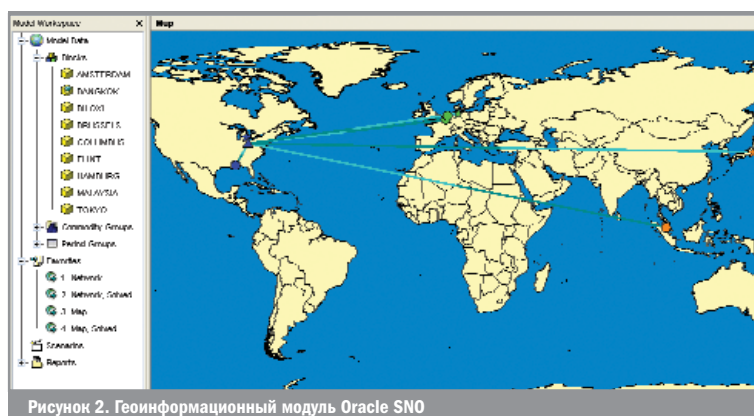 Model Workspace
Map
Model Data
Blocks
AMSTERDAM
BANGKOK
BILOXI
BRUSSELS
COLUMBUS
FLINT
HAMBURG
MALAYSIA
TOKYO
Commodity Groups
Period Groups
Favorites
1. Network
2. Network, Solved
3. Map
4. Map, Solved
Scenarios
Reports
Рисунок 2. Геоинформационный модуль Oracle SNO